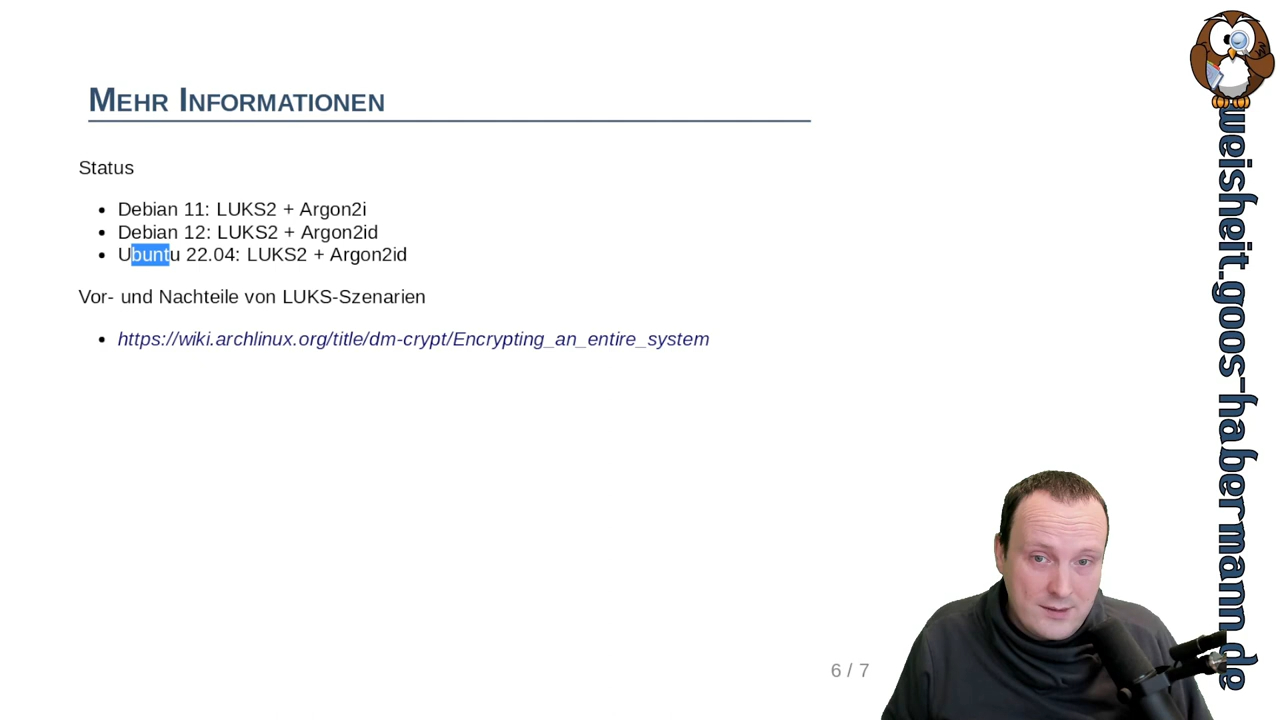 Mehr Informationen
Status
Debian 11: LUKS2 + Argon2i
Debian 12: LUKS2 + Argon2id
Ubuntu 22.04: LUKS2 + Argon2id
Vor- und Nachteile von LUKS-Szenarien
https://wiki.archlinux.org/title/dm-crypt/Encrypting_an_entire_system
6 / 7
weisheit.goos-habermann.de